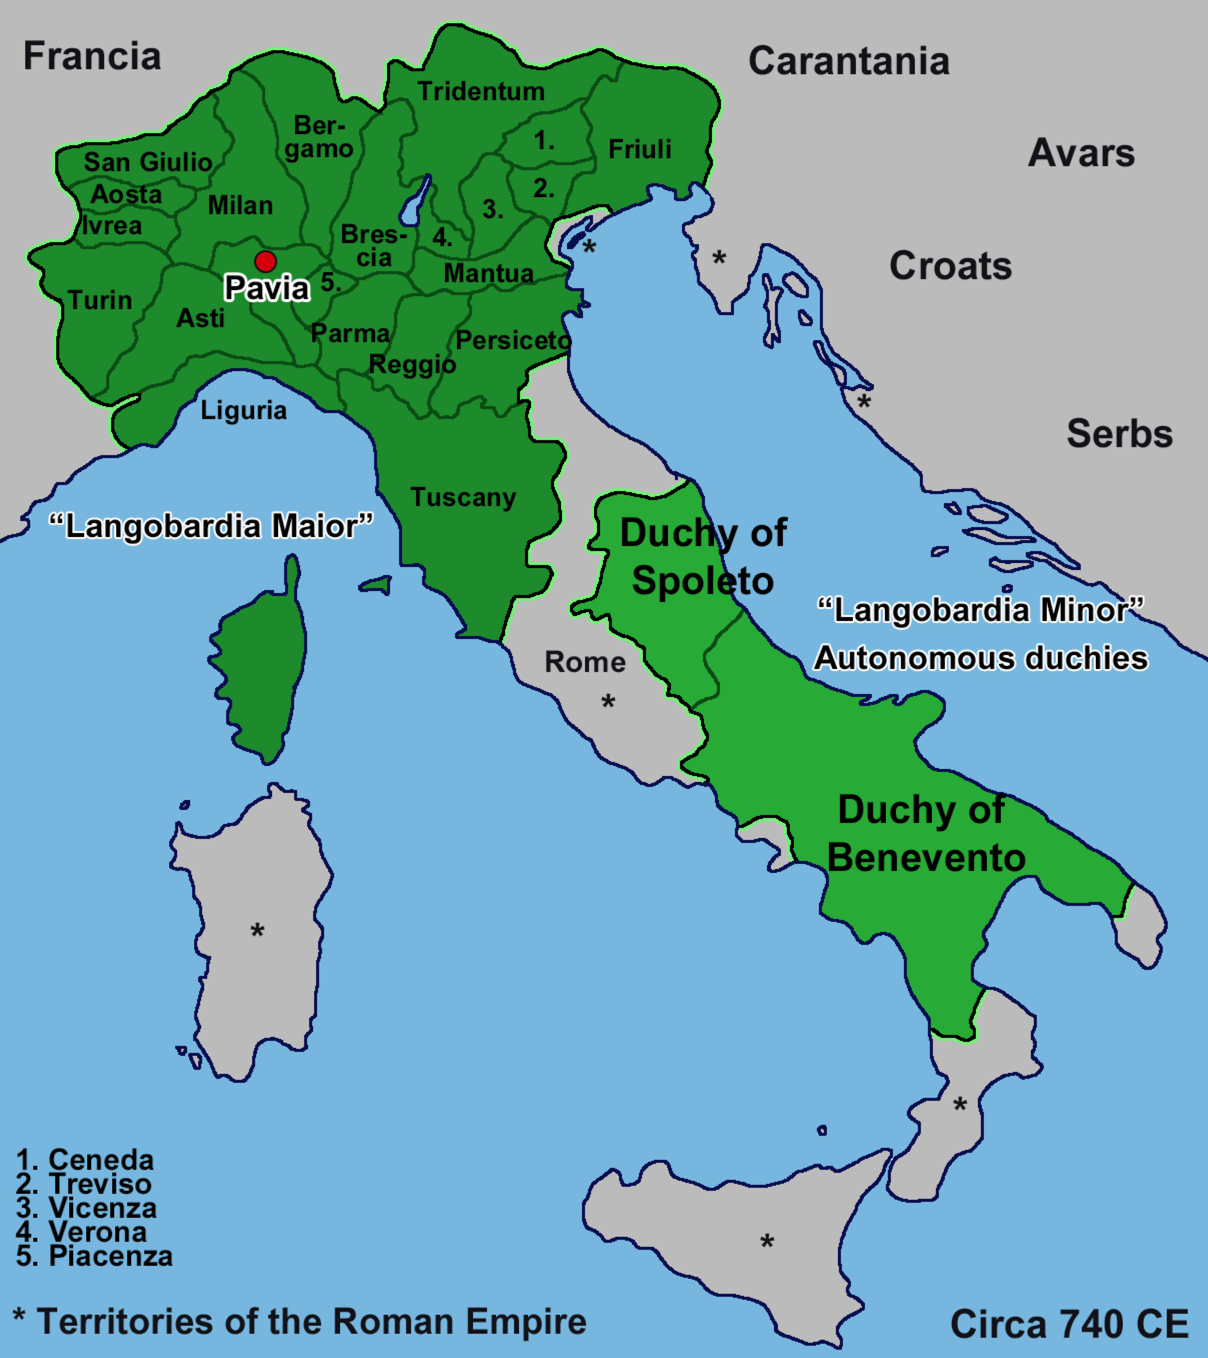 Francia
Carantania
Avars
Croats
Serbs
Tridentum
Friuli
Ber-
gamo
1.
San Giulio
Aosta
Milan
2.
3.
Ivrea
Bres-
cia
4.
*
*
Pavia
5.
Mantua
Turin
Asti
Parma
Persiceto
Reggio
*
Liguria
Tuscany
“Langobardia Maior”
Duchy of
Spoleto
“Langobardia Minor”
Autonomous duchies
Rome
*
Duchy of
Benevento
*
*
*
1. Ceneda
2. Treviso
3. Vicenza
4. Verona
5. Piacenza
* Territories of the Roman Empire
Circa 740 CE